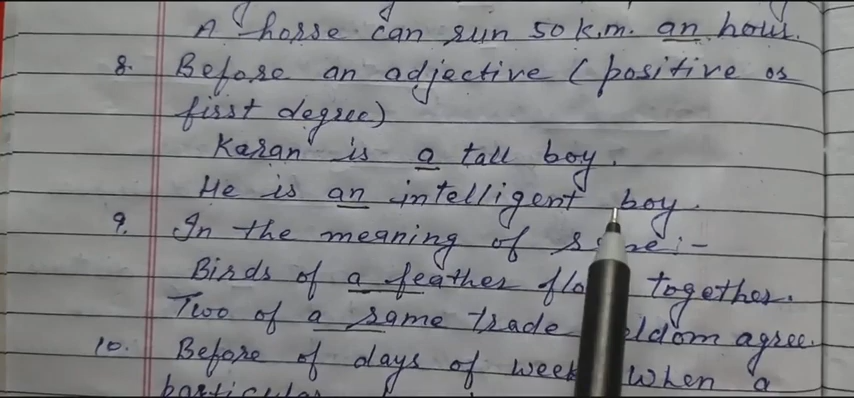 A horse can run 50 k.m. an hour.
8. Before an adjective (positive or
first degree)
Karan is a tall boy.
He is an intelligent boy.
9. In the meaning of :-
Birds of a feather together.
Two of a same trade agree.
10. Before of days of week when a